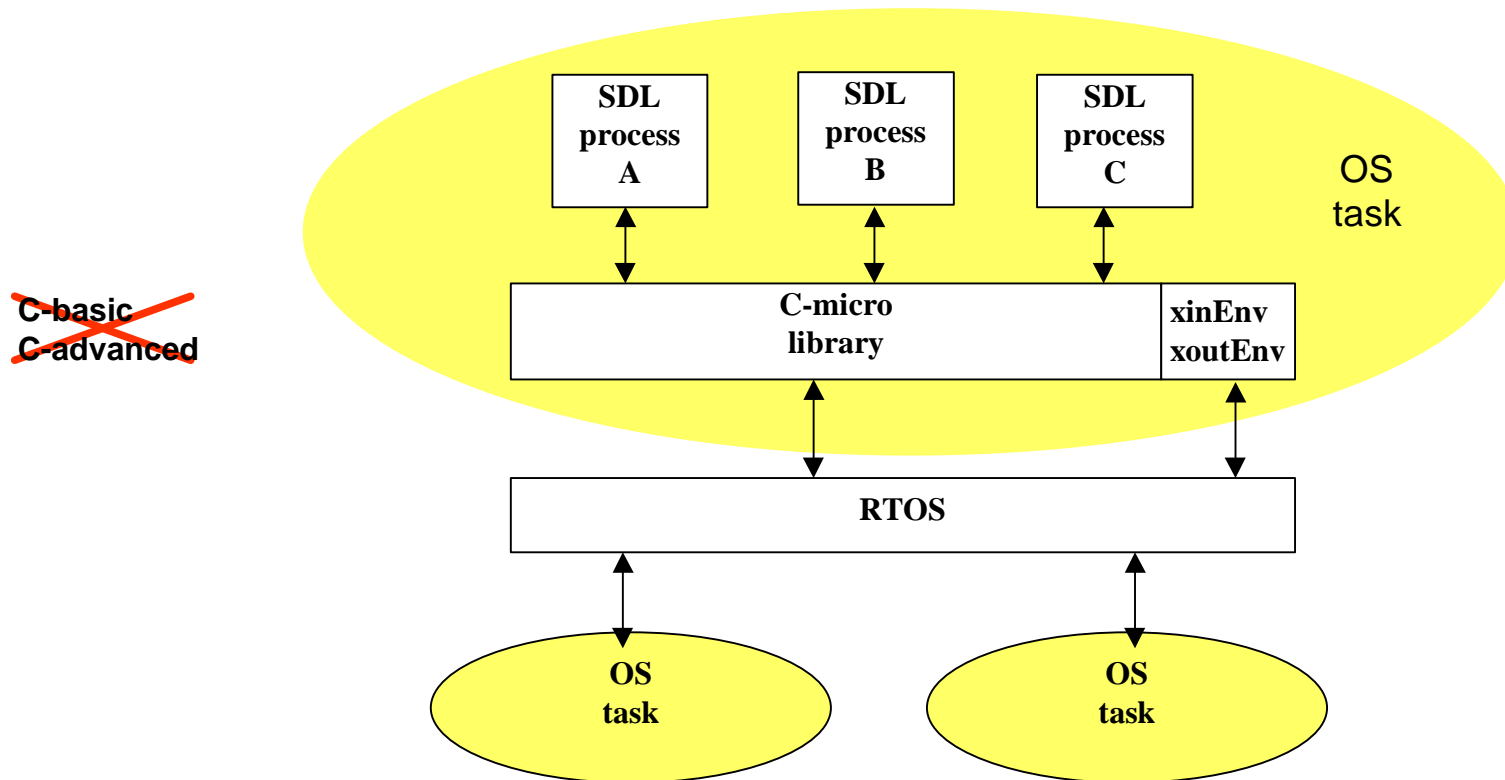 SDL
process
A
SDL
process
B
SDL
process
C
OS
task
C-basic
C-advanced
C-micro
library
xinEnv
xoutEnv
RTOS
OS
task
OS
task